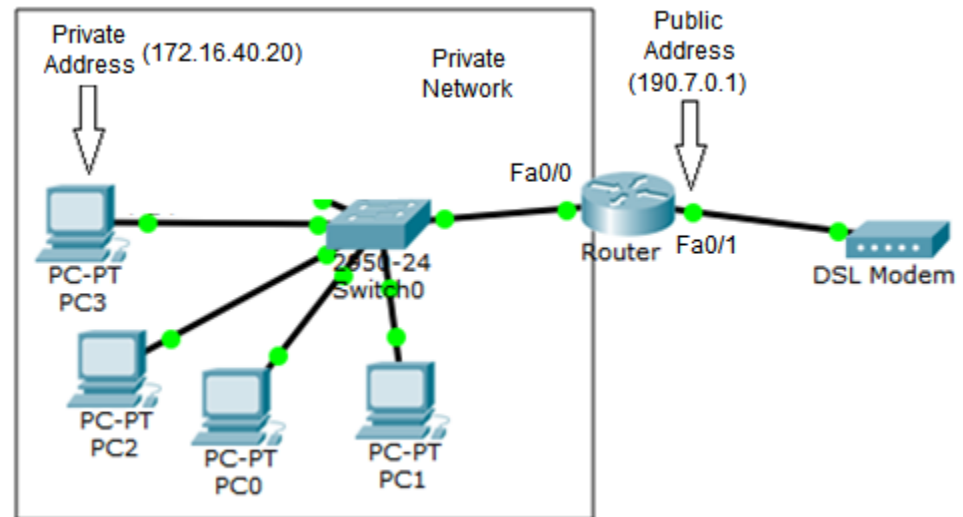 Private
Address
(172.16.40.20)
Private
Network
Public
Address
(190.7.0.1)
Fa0/0
Router
Fa0/1
DSL Modem
2950-24
Switch0
PC-PT
PC3
PC-PT
PC2
PC-PT
PC0
PC-PT
PC1